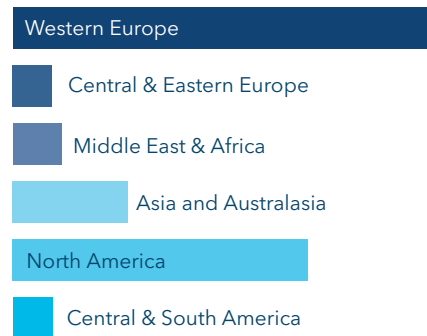 Western Europe
Central & Eastern Europe
Middle East & Africa
Asia and Australasia
North America
Central & South America